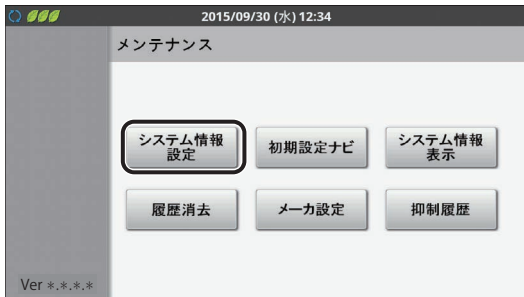 2015/09/30 (水) 12:34
メンテナンス
システム情報
設定
初期設定ナビ
システム情報
表示
履歴消去
メーカ設定
抑制履歴
Ver *.*.*.*